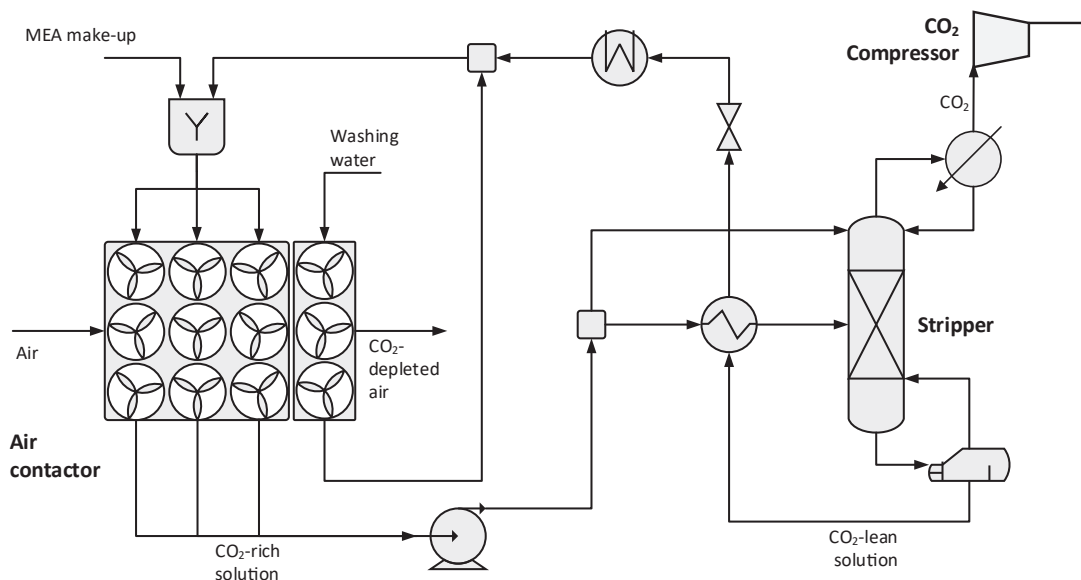 MEA make-up
CO₂
Compressor
CO₂
Washing
water
Air
CO₂-
depleted
air
Stripper
Air
contactor
CO₂-rich
solution
CO₂-lean
solution